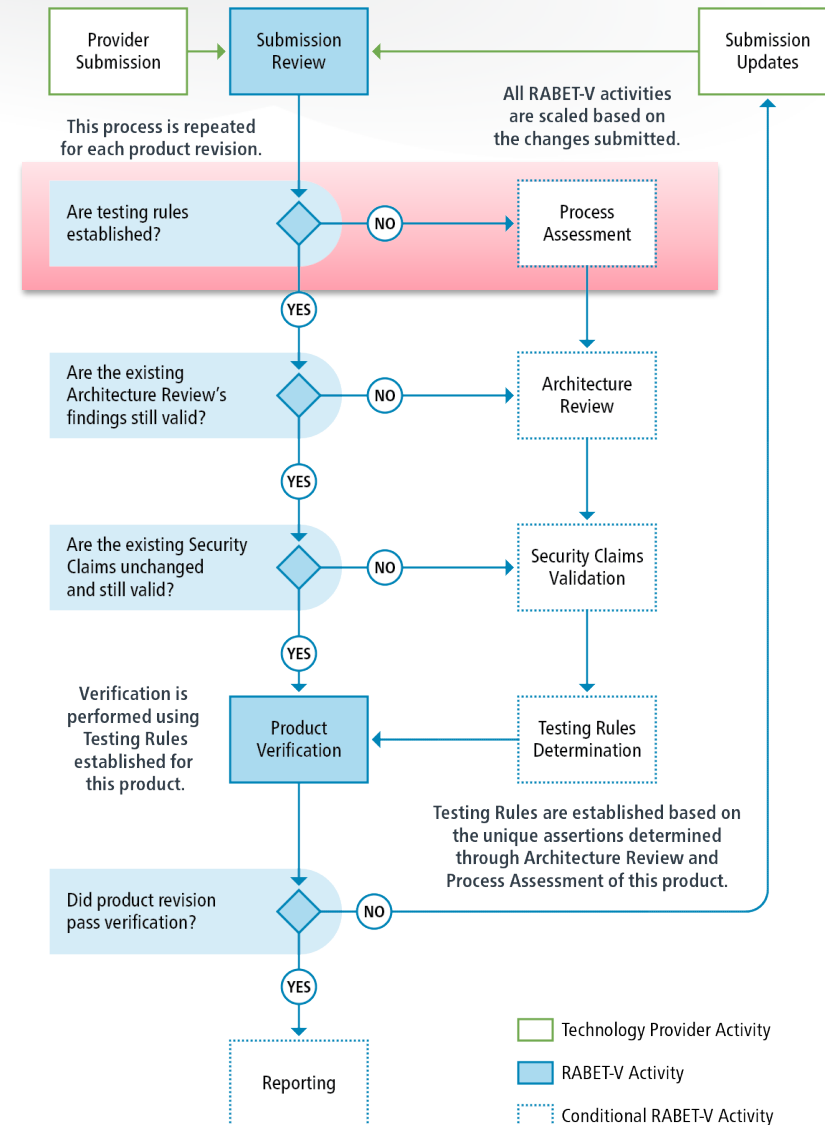 Provider
Submission
Submission
Review
Submission
Updates
All RABET-V activities
are scaled based on
the changes submitted.
This process is repeated
for each product revision.
Are testing rules
established?
NO
Process
Assessment
YES
Are the existing
Architecture Review’s
findings still valid?
NO
Architecture
Review
YES
Are the existing Security
Claims unchanged
and still valid?
NO
Security Claims
Validation
YES
Verification is
performed using
Testing Rules
established for
this product.
Product
Verification
Testing Rules
Determination
Testing Rules are established based on
the unique assertions determined
through Architecture Review and
Process Assessment of this product.
Did product revision
pass verification?
NO
YES
Reporting
Technology Provider Activity
RABET-V Activity
Conditional RABET-V Activity